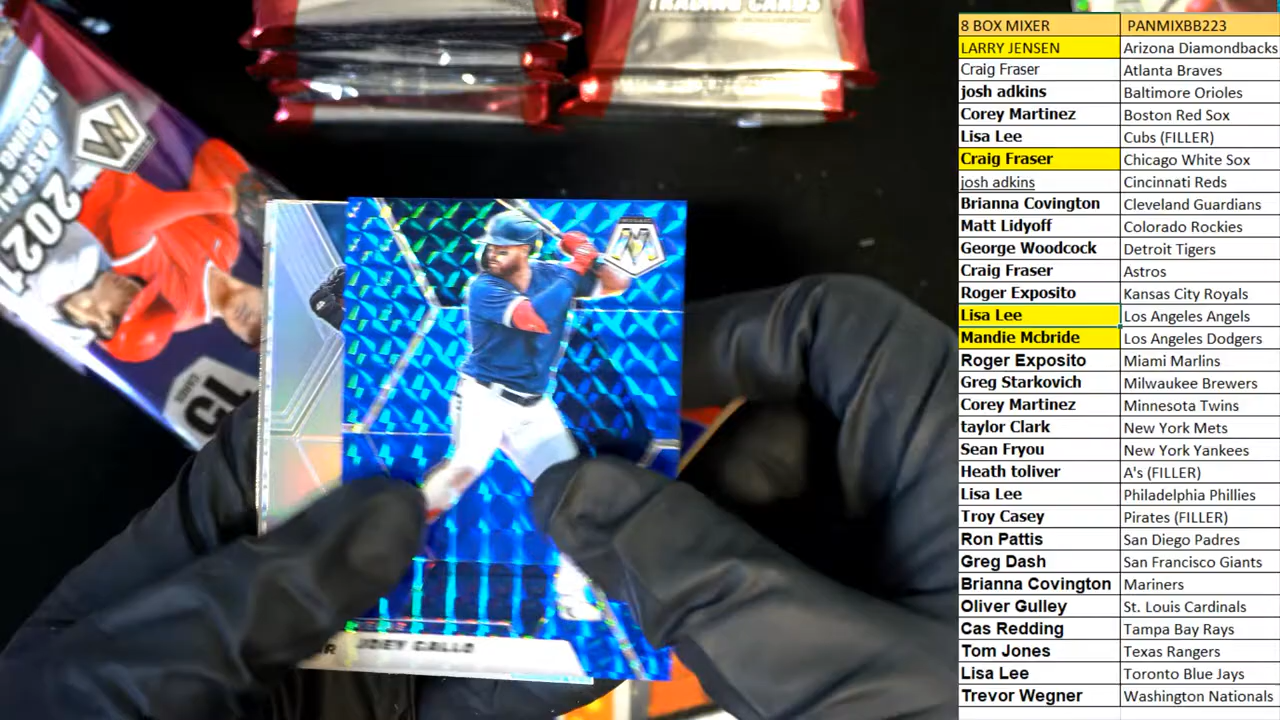 TRADING CARDS
BASEBALL
TRADING
2021
15
CARDS
JOEY GALLO
8 BOX MIXER PANMIXBB223
LARRY JENSEN Arizona Diamondbacks
Craig Fraser Atlanta Braves
josh adkins Baltimore Orioles
Corey Martinez Boston Red Sox
Lisa Lee Cubs (FILLER)
Craig Fraser Chicago White Sox
josh adkins Cincinnati Reds
Brianna Covington Cleveland Guardians
Matt Lidyoff Colorado Rockies
George Woodcock Detroit Tigers
Craig Fraser Astros
Roger Exposito Kansas City Royals
Lisa Lee Los Angeles Angels
Mandie Mcbride Los Angeles Dodgers
Roger Exposito Miami Marlins
Greg Starkovich Milwaukee Brewers
Corey Martinez Minnesota Twins
taylor Clark New York Mets
Sean Fryou New York Yankees
Heath toliver A's (FILLER)
Lisa Lee Philadelphia Phillies
Troy Casey Pirates (FILLER)
Ron Pattis San Diego Padres
Greg Dash San Francisco Giants
Brianna Covington Mariners
Oliver Gulley St. Louis Cardinals
Cas Redding Tampa Bay Rays
Tom Jones Texas Rangers
Lisa Lee Toronto Blue Jays
Trevor Wegner Washington Nationals